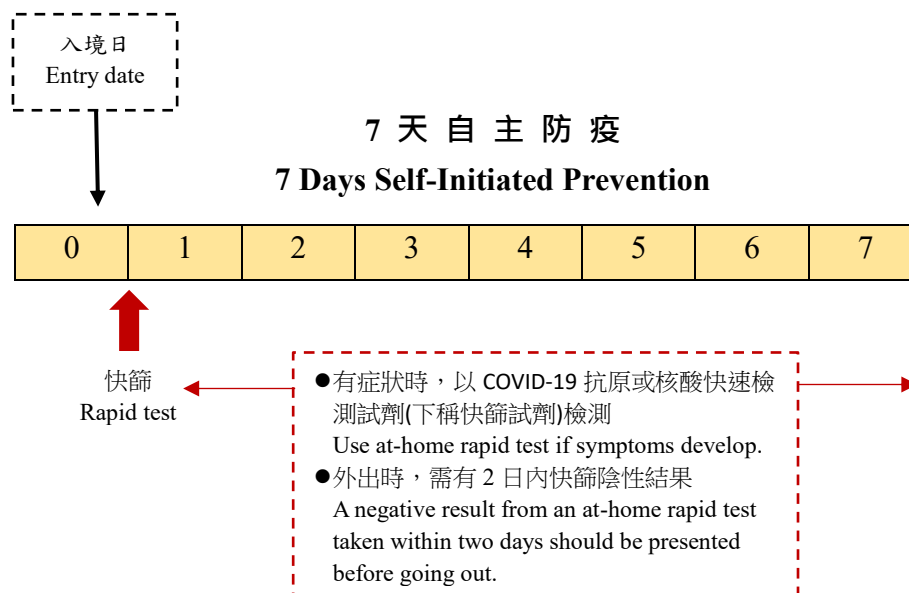 入境日
Entry date
7 天 自 主 防 疫
7 Days Self-Initiated Prevention
0 1 2 3 4 5 6 7
快篩
Rapid test
●有症狀時，以 COVID-19 抗原或核酸快速檢
測試劑(下稱快篩試劑)檢測
Use at-home rapid test if symptoms develop.
●外出時，需有 2 日內快篩陰性結果
A negative result from an at-home rapid test
taken within two days should be presented
before going out.